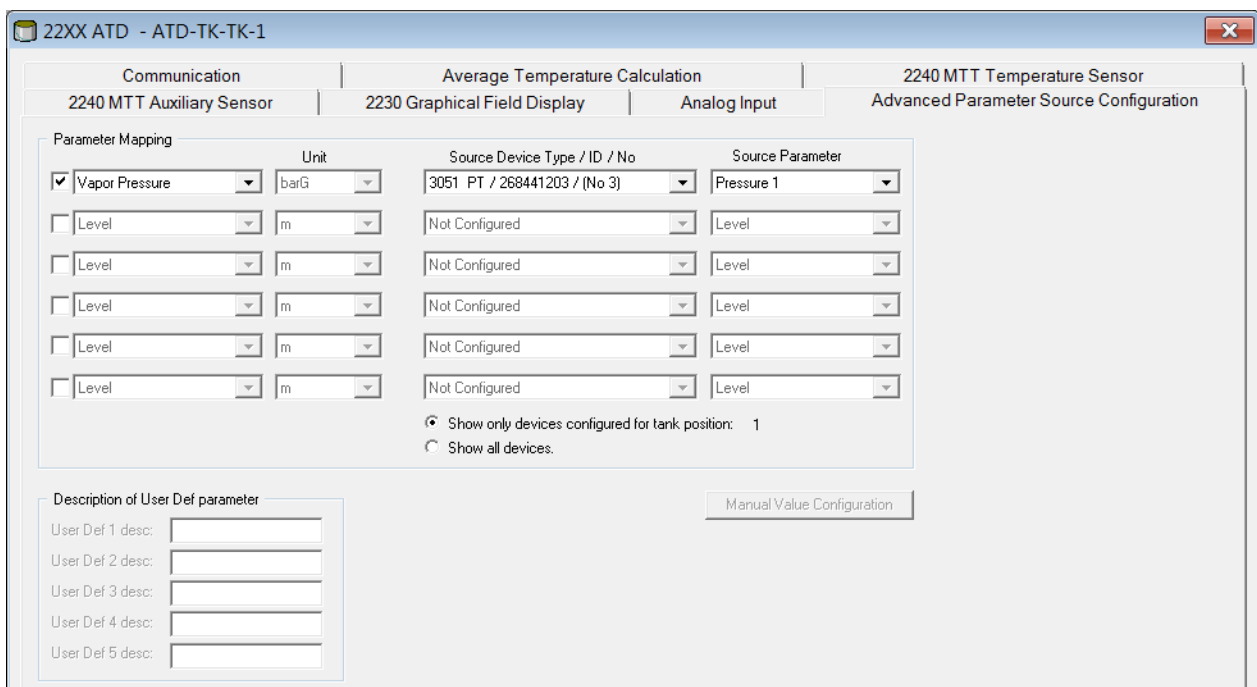 22XX ATD - ATD-TK-TK-1
Communication Average Temperature Calculation 2240 MTT Temperature Sensor
2240 MTT Auxiliary Sensor 2230 Graphical Field Display Analog Input Advanced Parameter Source Configuration
Parameter Mapping
Unit Source Device Type / ID / No Source Parameter
Vapor Pressure barG 3051 PT / 268441203 / (No 3) Pressure 1
Level m Not Configured Level
Level m Not Configured Level
Level m Not Configured Level
Level m Not Configured Level
Level m Not Configured Level
Show only devices configured for tank position: 1
Show all devices.
Description of User Def parameter
Manual Value Configuration
User Def 1 desc:
User Def 2 desc:
User Def 3 desc:
User Def 4 desc:
User Def 5 desc: